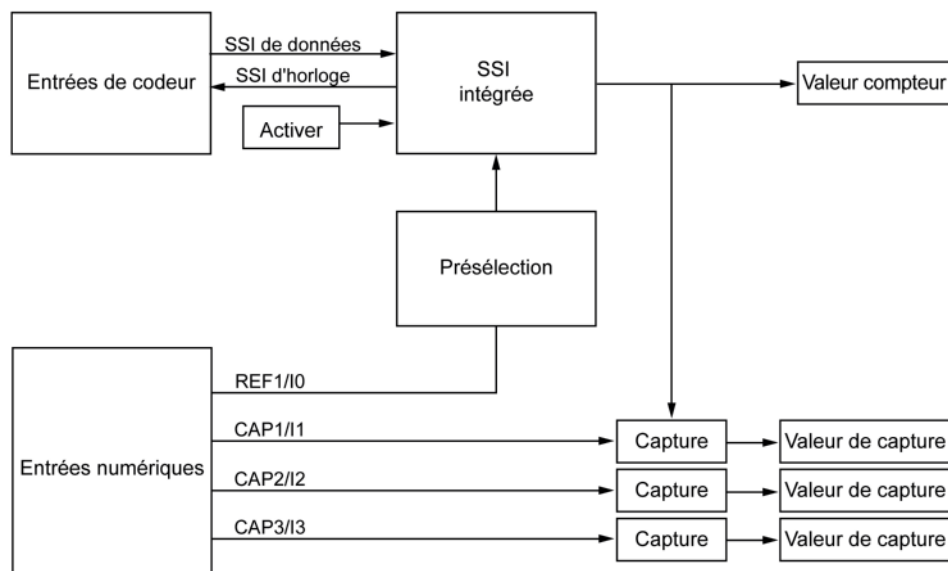 Entrées de codeur
SSI de données
SSI d'horloge
Activer
SSI
intégrée
Valeur compteur
Présélection
Entrées numériques
REF1/I0
CAP1/I1
Capture
Valeur de capture
CAP2/I2
Capture
Valeur de capture
CAP3/I3
Capture
Valeur de capture